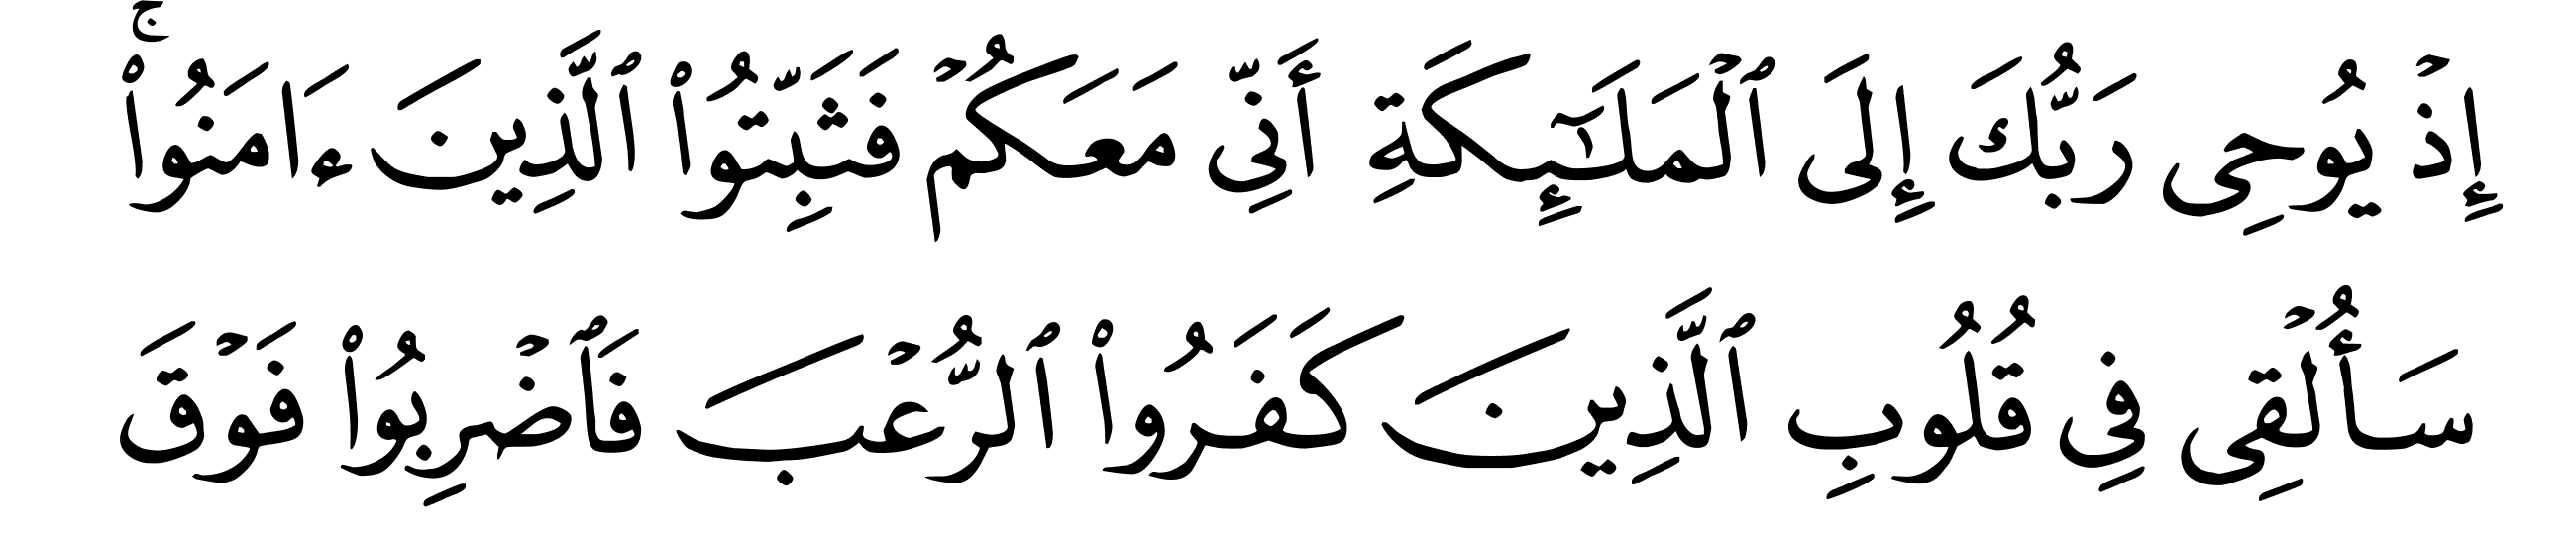 إِذۡ يُوحِى رَبُّكَ إِلَى ٱلۡمَلَـٰٓئِكَةِ أَنِّى مَعَكُمۡ فَثَبِّتُوا۟ ٱلَّذِينَ ءَامَنُوا۟ۚ
سَأُلۡقِى فِى قُلُوبِ ٱلَّذِينَ كَفَرُوا۟ ٱلرُّعۡبَ فَٱضۡرِبُوا۟ فَوۡقَ